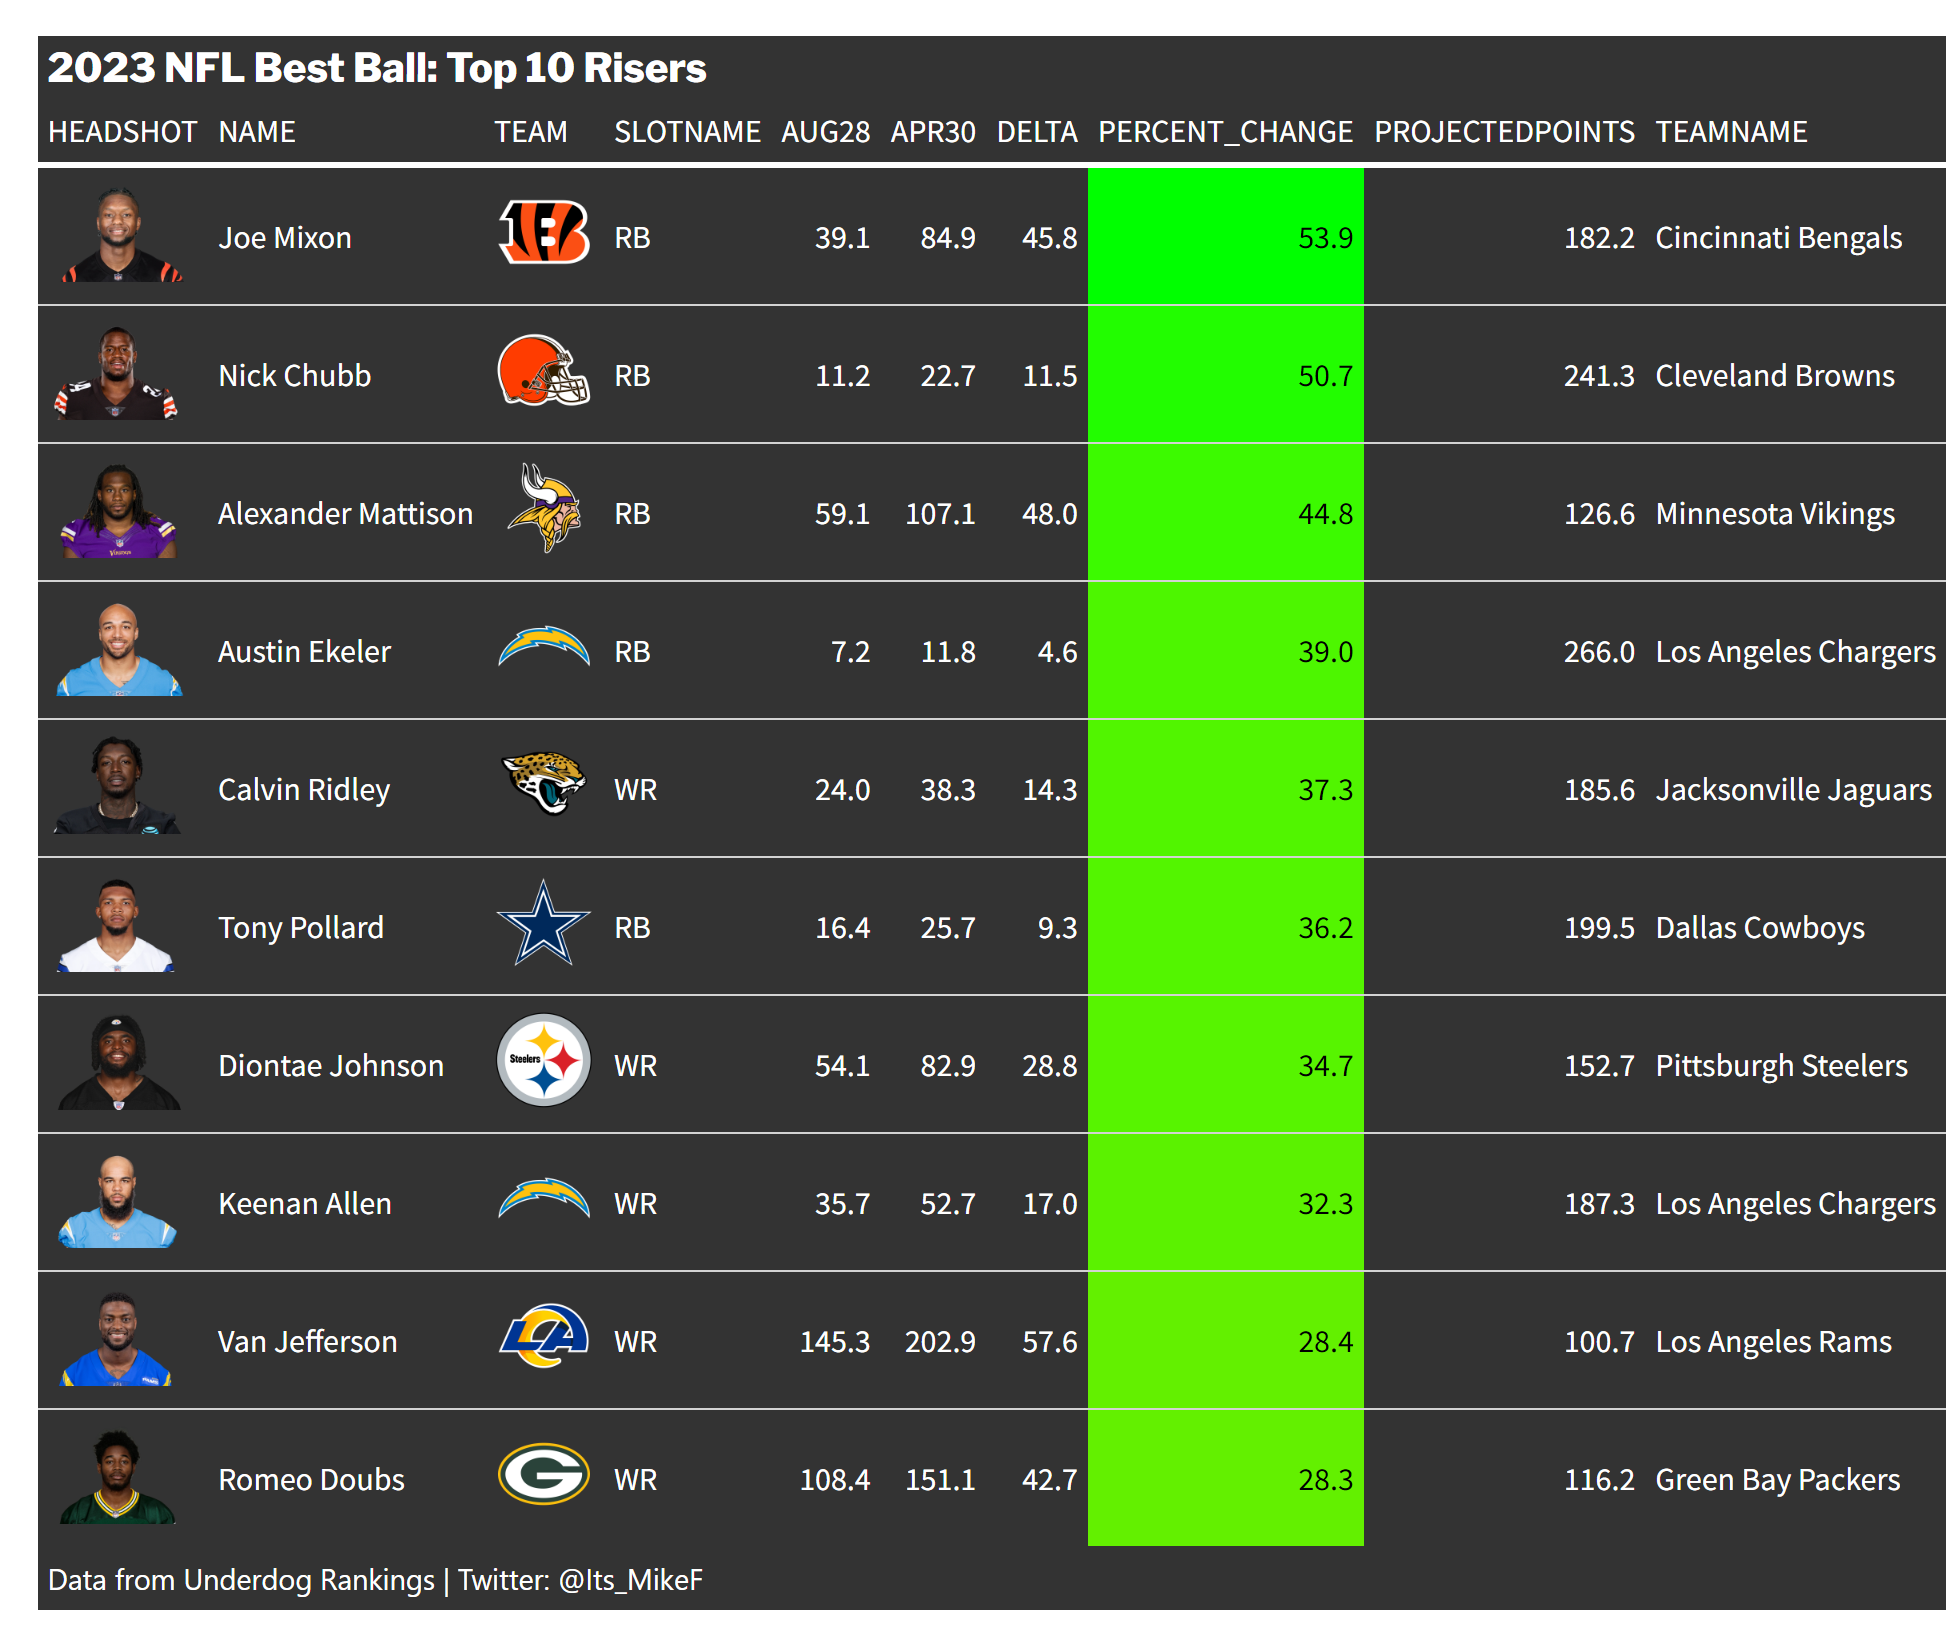 2023 NFL Best Ball: Top 10 Risers
HEADSHOT NAME TEAM SLOTNAME AUG28 APR30 DELTA PERCENT_CHANGE PROJECTEDPOINTS TEAMNAME
Joe Mixon RB 39.1 84.9 45.8 53.9 182.2 Cincinnati Bengals
Nick Chubb RB 11.2 22.7 11.5 50.7 241.3 Cleveland Browns
Alexander Mattison RB 59.1 107.1 48.0 44.8 126.6 Minnesota Vikings
Austin Ekeler RB 7.2 11.8 4.6 39.0 266.0 Los Angeles Chargers
Calvin Ridley WR 24.0 38.3 14.3 37.3 185.6 Jacksonville Jaguars
Tony Pollard RB 16.4 25.7 9.3 36.2 199.5 Dallas Cowboys
Diontae Johnson Steelers WR 54.1 82.9 28.8 34.7 152.7 Pittsburgh Steelers
Keenan Allen WR 35.7 52.7 17.0 32.3 187.3 Los Angeles Chargers
Van Jefferson LA WR 145.3 202.9 57.6 28.4 100.7 Los Angeles Rams
Romeo Doubs G WR 108.4 151.1 42.7 28.3 116.2 Green Bay Packers
Data from Underdog Rankings | Twitter: @Its_MikeF